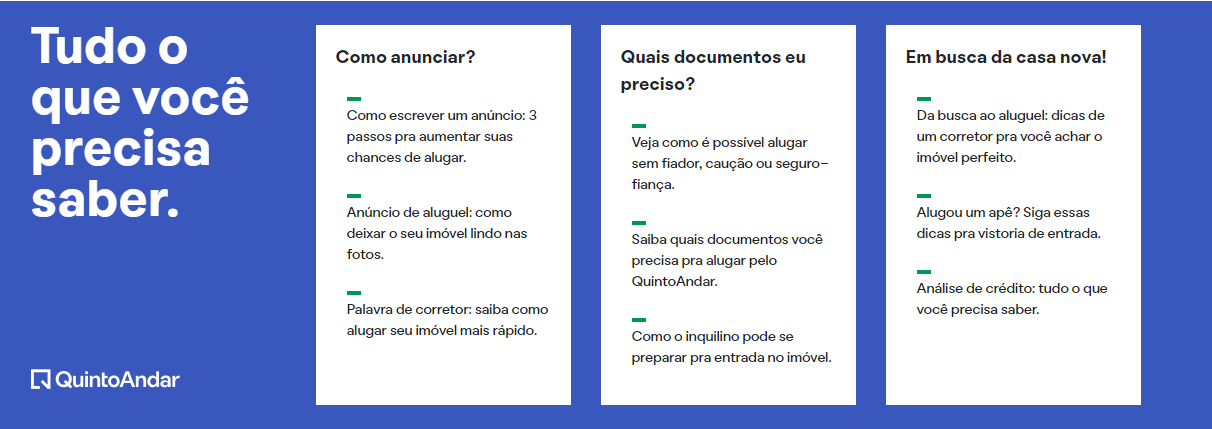 Tudo o
que você
precisa
saber.
QuintoAndar
Como anunciar?
Como escrever um anúncio: 3
passos pra aumentar suas
chances de alugar.
Anúncio de aluguel: como
deixar o seu imóvel lindo nas
fotos.
Palavra de corretor: saiba como
alugar seu imóvel mais rápido.
Quais documentos eu
preciso?
Veja como é possível alugar
sem fiador, caução ou seguro–
fiança.
Saiba quais documentos você
precisa pra alugar pelo
QuintoAndar.
Como o inquilino pode se
preparar pra entrada no imóvel.
Em busca da casa nova!
Da busca ao aluguel: dicas de
um corretor pra você achar o
imóvel perfeito.
Alugou um apê? Siga essas
dicas pra vistoria de entrada.
Análise de crédito: tudo o que
você precisa saber.